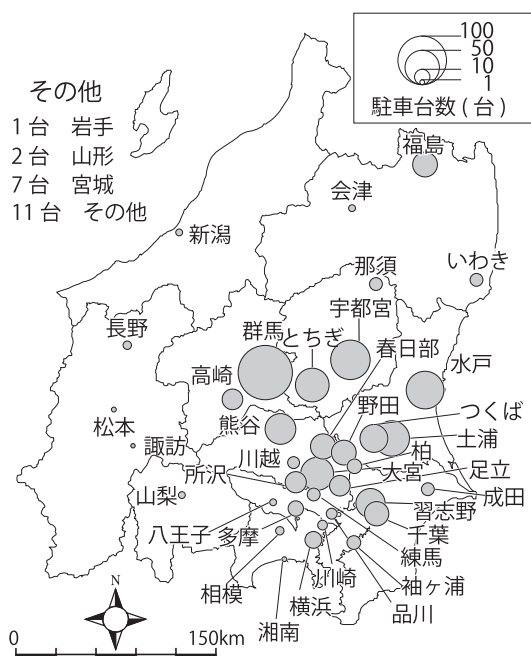 100
50
10
1
駐車台数(台)
その他
1台 岩手
2台 山形
7台 宮城
11台 その他
福島
会津
新潟
那須
いわき
宇都宮
長野
群馬
とちぎ
春日部
高崎
水戸
野田
つくば
松本
熊谷
土浦
諏訪
川越
柏
大宮
所沢
足立
山梨
成田
習志野
八王子
多摩
千葉
練馬
川崎
袖ヶ浦
相模
横浜
品川
湘南
N
0
150km